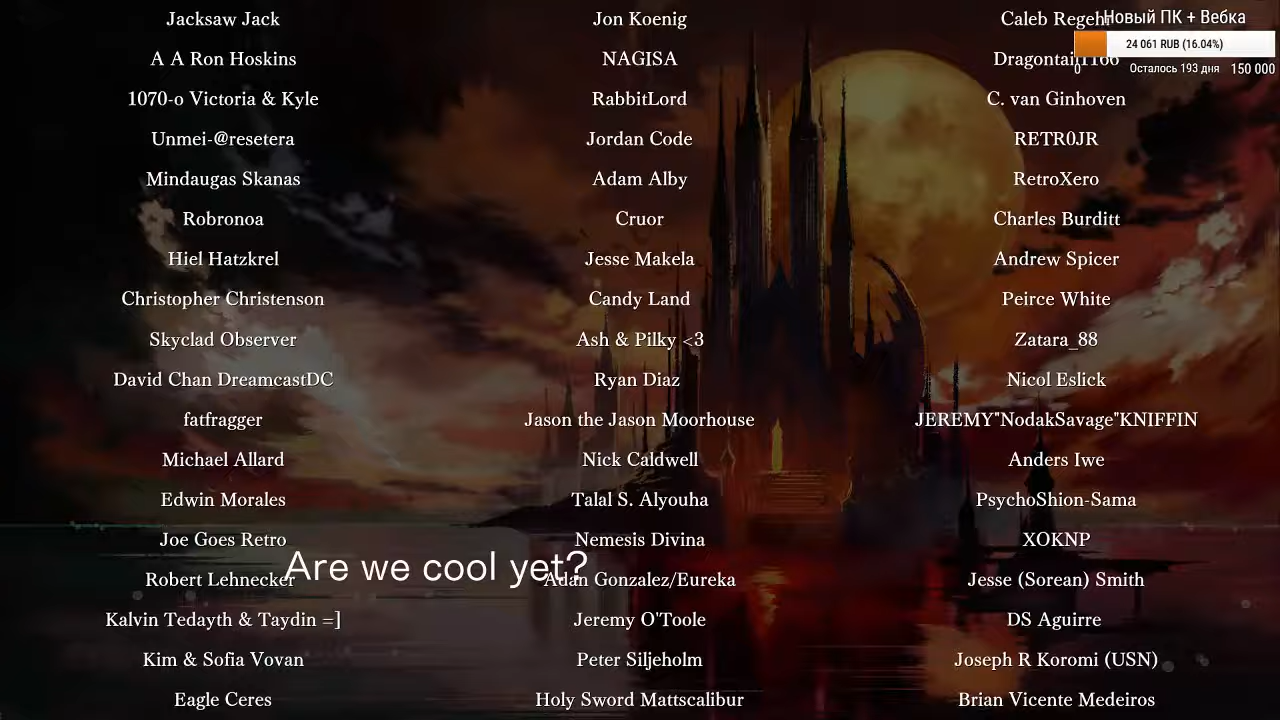 Jacksaw Jack
Jon Koenig
Caleb Regehr
Новый ПК + Вебка
A A Ron Hoskins
NAGISA
24 061 RUB (16.04%)
0
Осталось 193 дня
150 000
1070-o Victoria & Kyle
RabbitLord
C. van Ginhoven
Unmei-@resetera
Jordan Code
RETR0JR
Mindaugas Skanas
Adam Alby
RetroXero
Robronoa
Cruor
Charles Burditt
Hiel Hatzkrel
Jesse Makela
Andrew Spicer
Christopher Christenson
Candy Land
Peirce White
Skyclad Observer
Ash & Pilky <3
Zatara_88
David Chan DreamcastDC
Ryan Diaz
Nicol Eslick
fatfragger
Jason the Jason Moorhouse
JEREMY"NodakSavage"KNIFFIN
Michael Allard
Nick Caldwell
Anders Iwe
Edwin Morales
Talal S. Alyouha
PsychoShion-Sama
Joe Goes Retro
Nemesis Divina
XOKNP
Are we cool yet?
Robert Lehnecker
Adan Gonzalez/Eureka
Jesse (Sorean) Smith
Kalvin Tedayth & Taydin =]
Jeremy O'Toole
DS Aguirre
Kim & Sofia Vovan
Peter Siljeholm
Joseph R Koromi (USN)
Eagle Ceres
Holy Sword Mattscalibur
Brian Vicente Medeiros